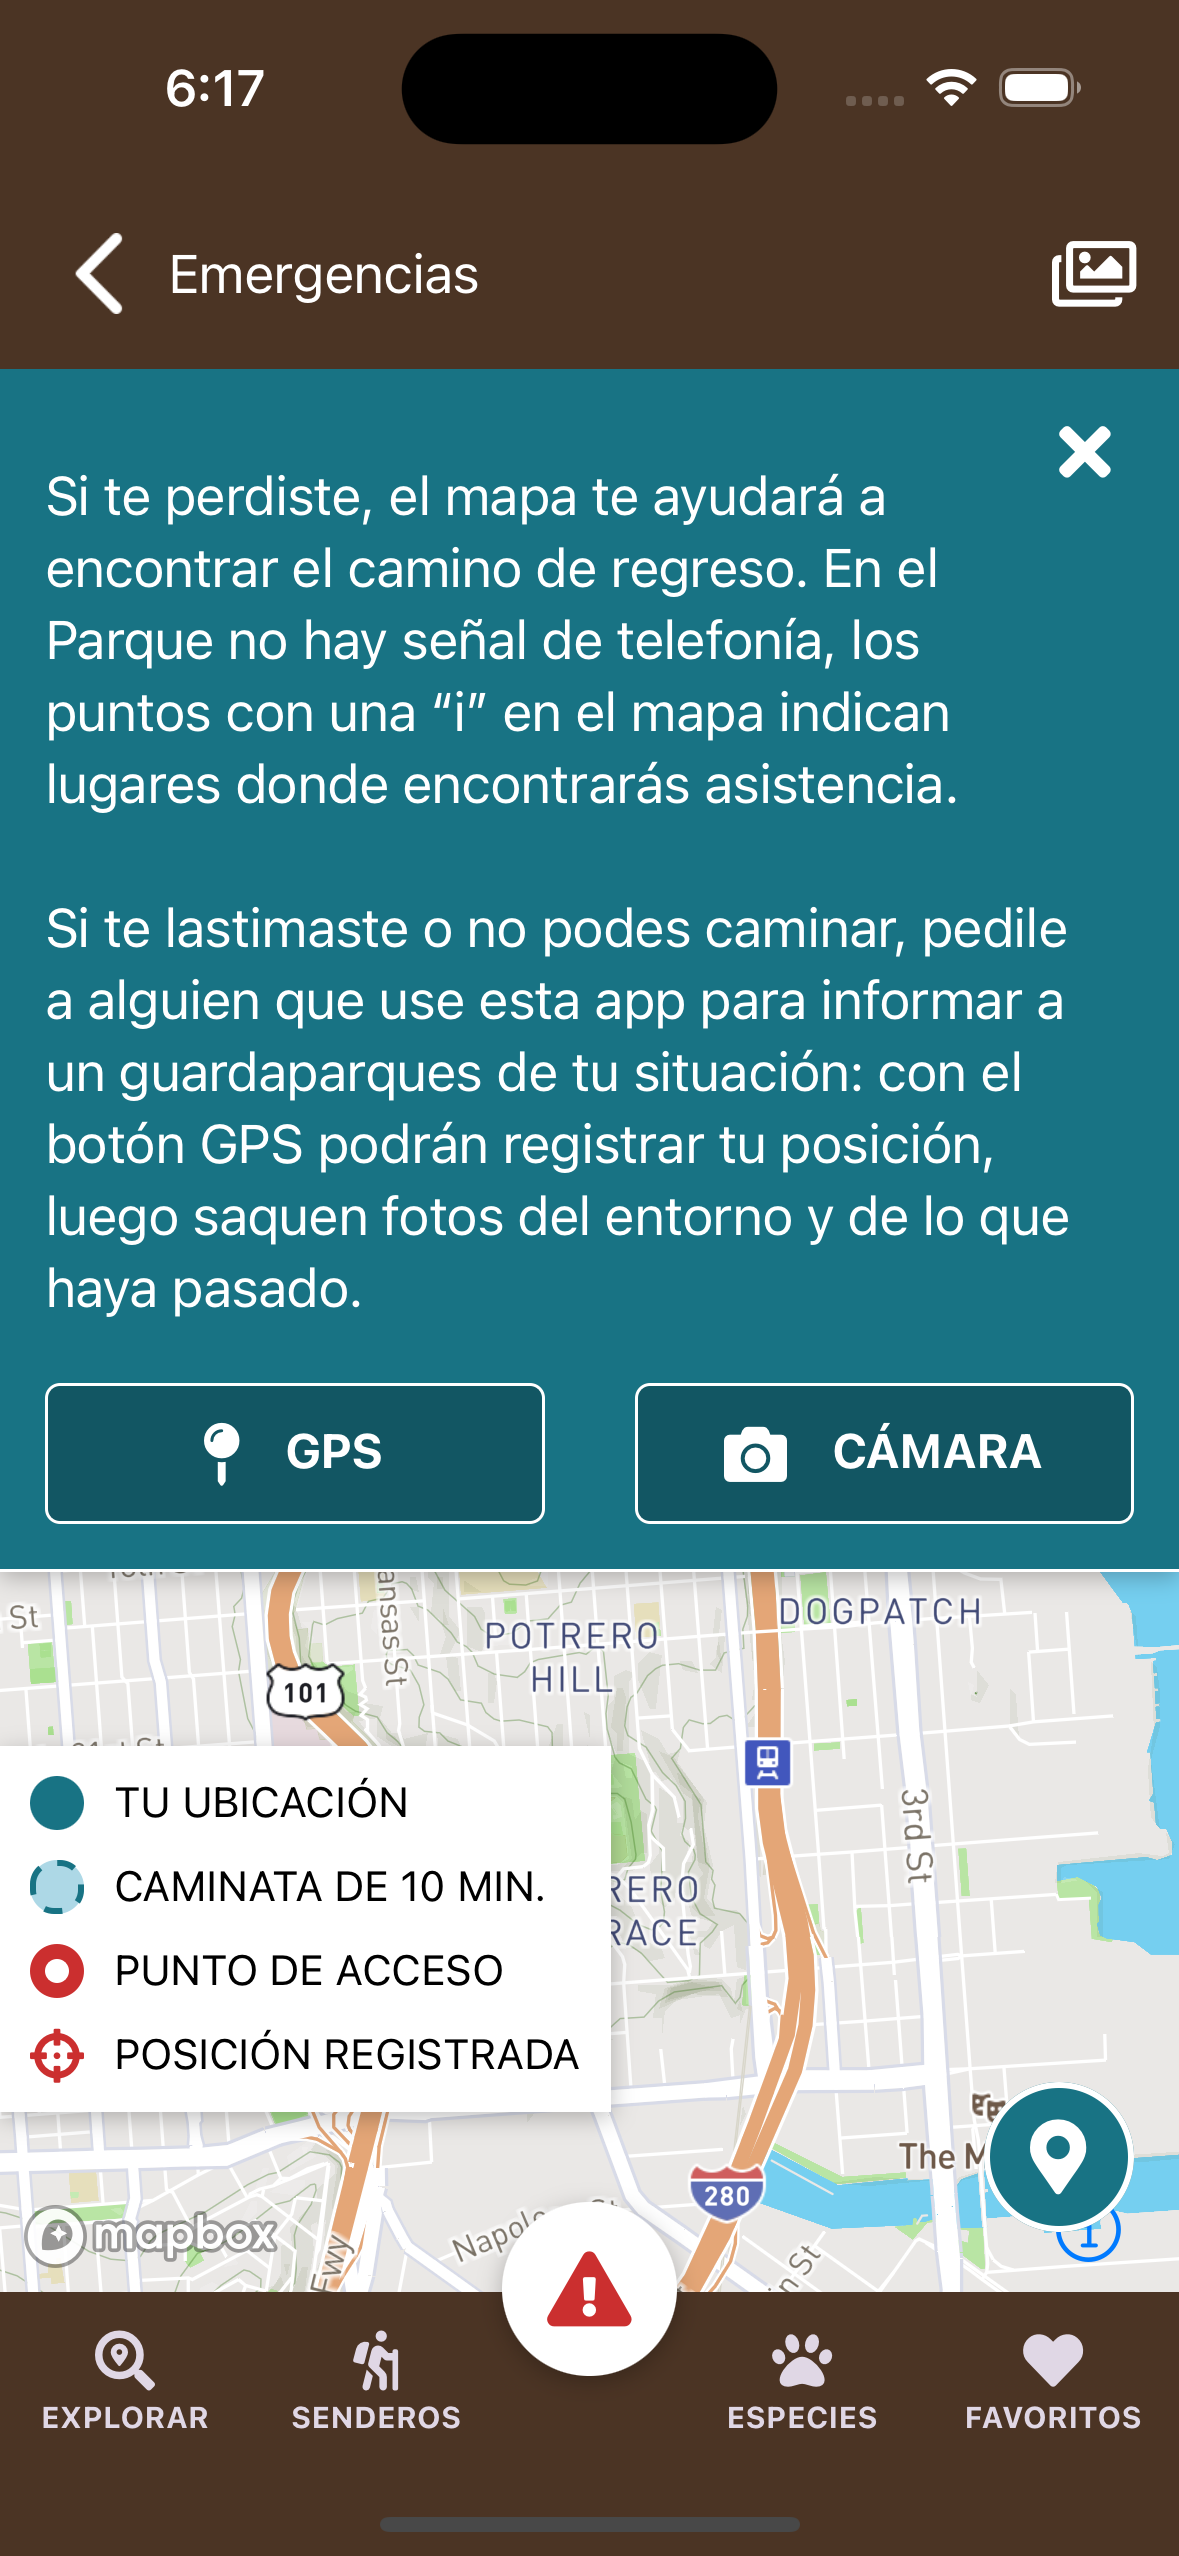 6:17
Emergencias
Si te perdiste, el mapa te ayudará a
encontrar el camino de regreso. En el
Parque no hay señal de telefonía, los
puntos con una “i” en el mapa indican
lugares donde encontrarás asistencia.
Si te lastimaste o no podes caminar, pedile
a alguien que use esta app para informar a
un guardaparques de tu situación: con el
botón GPS podrán registrar tu posición,
luego saquen fotos del entorno y de lo que
haya pasado.
GPS
CÁMARA
St
DOGPATCH
POTRERO
HILL
101
TU UBICACIÓN
CAMINATA DE 10 MIN.
PUNTO DE ACCESO
POSICIÓN REGISTRADA
3rd St
The M
280
mapbox
Fwy
EXPLORAR
SENDEROS
ESPECIES
FAVORITOS